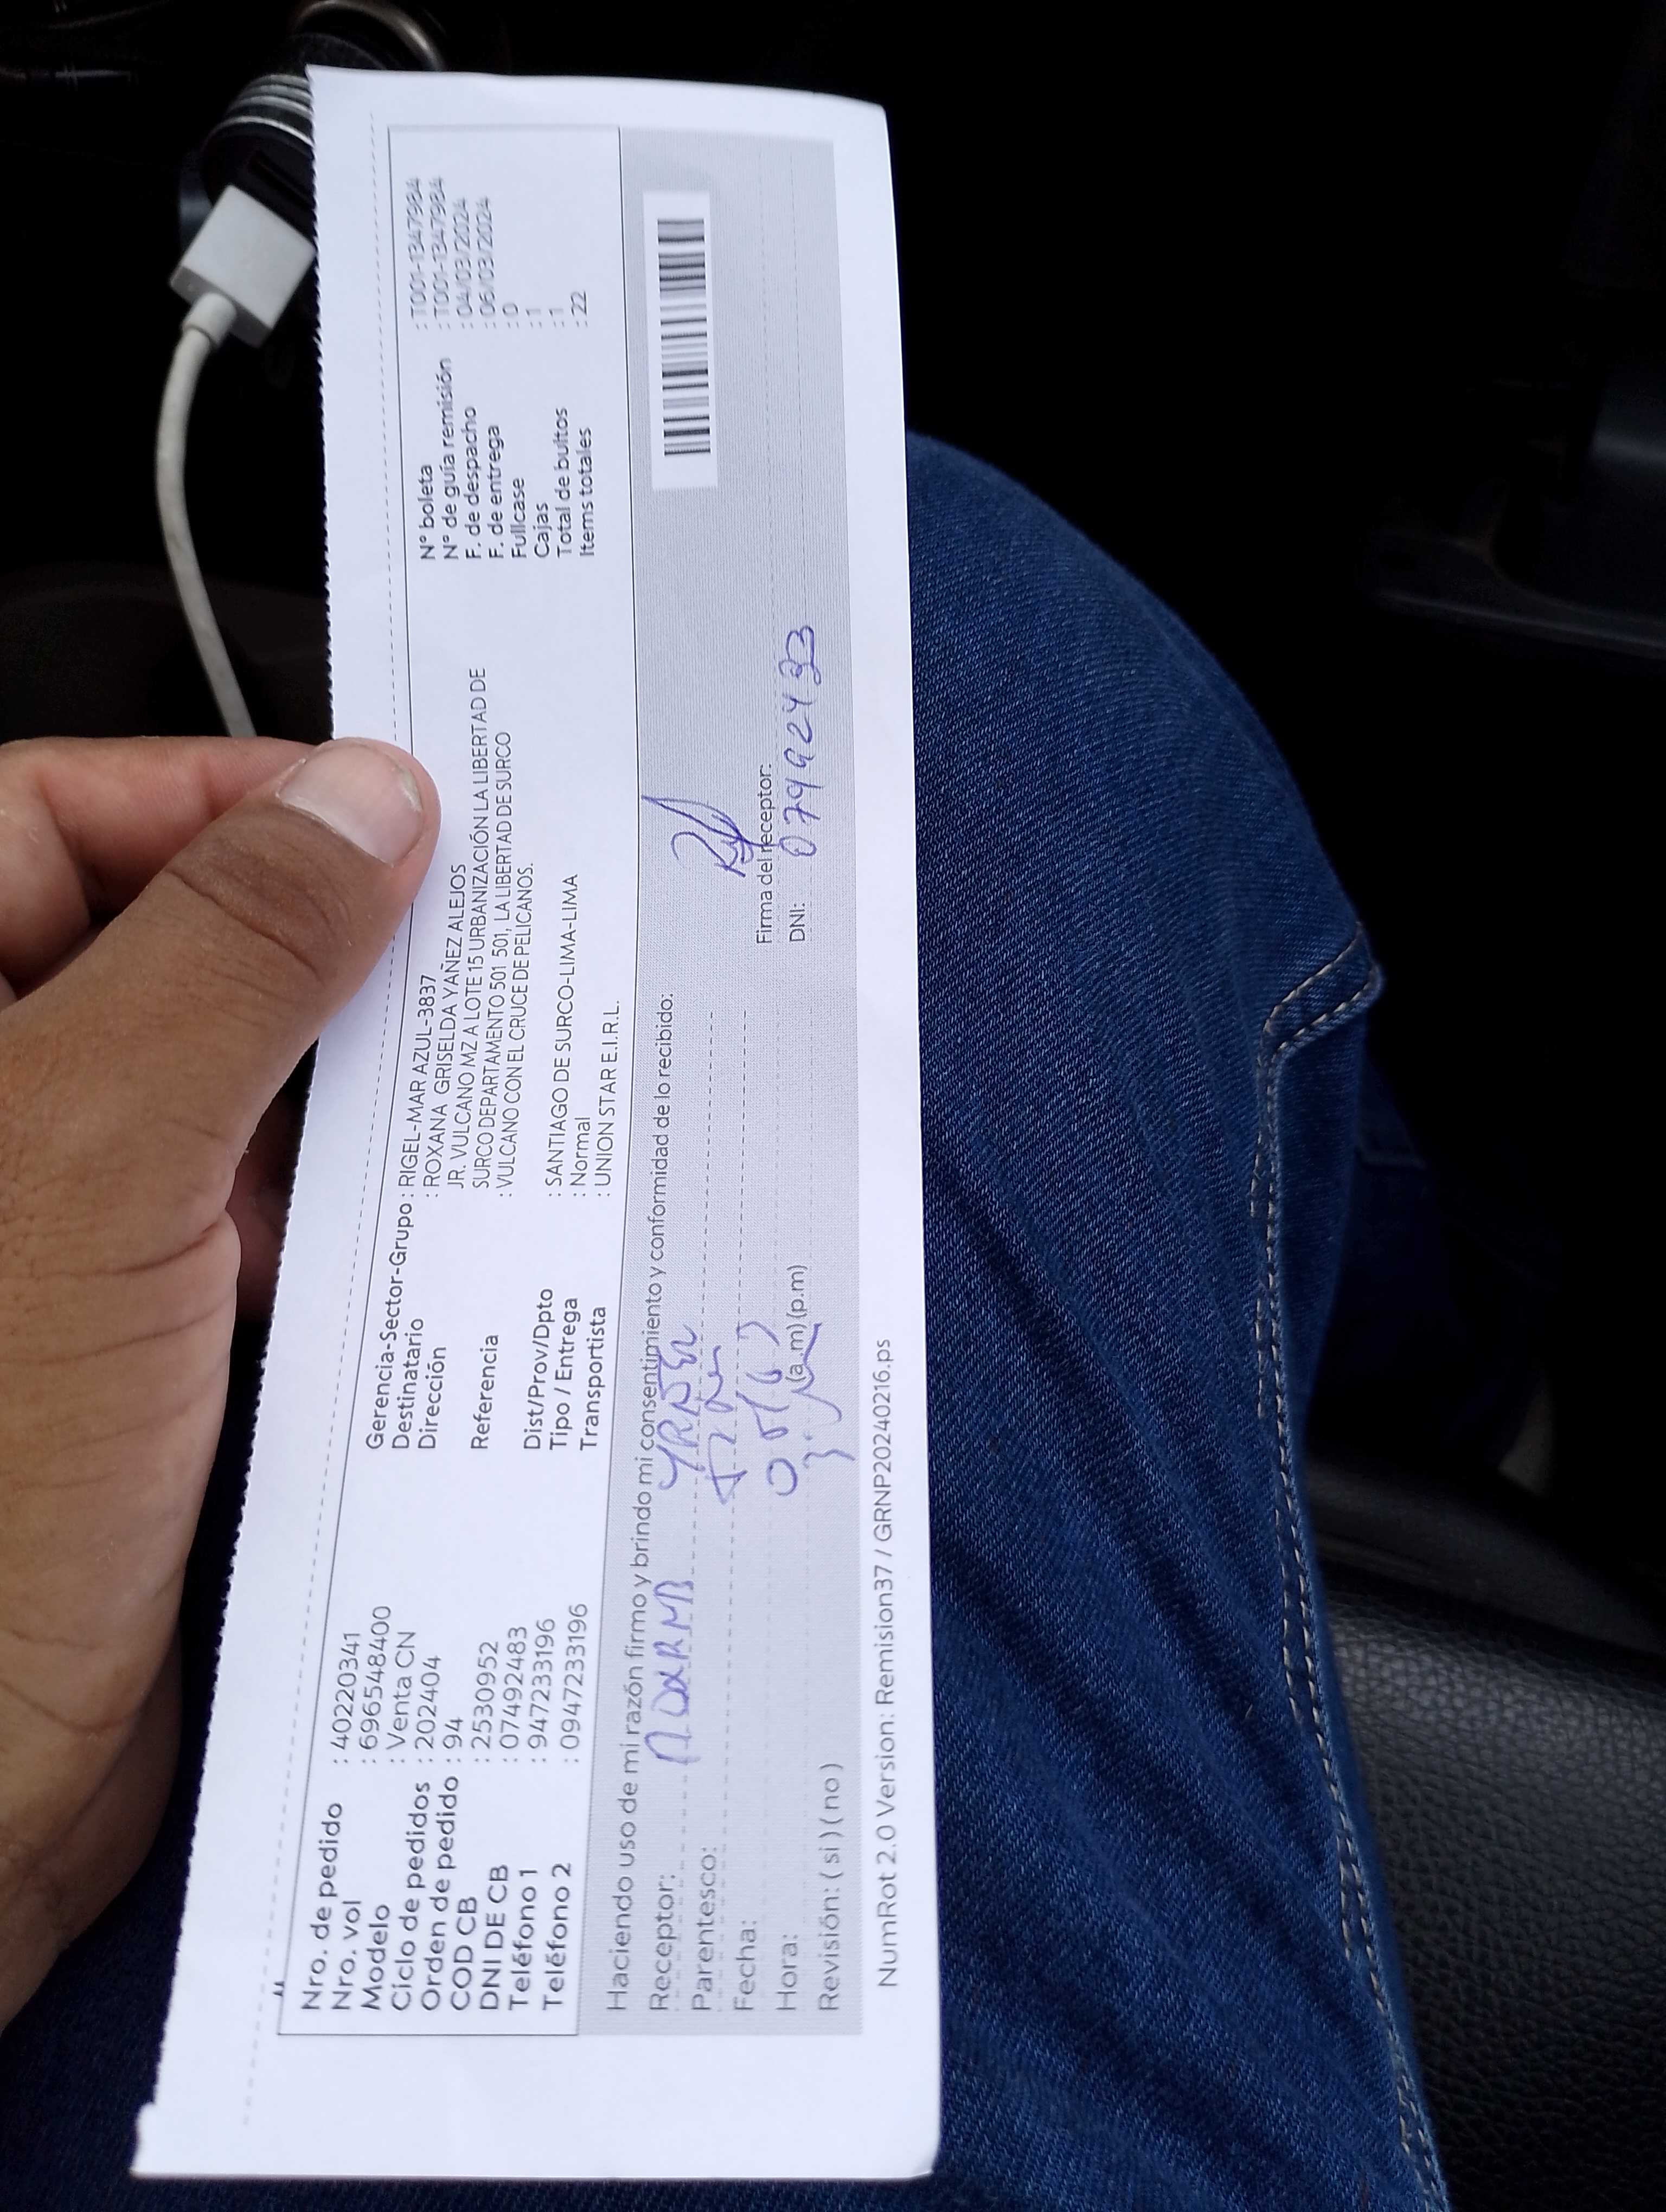 Nro. de pedido : 40220341
Nro. vol : 696548400
Modelo : Venta CN
Ciclo de pedidos : 202404
Orden de pedido : 94
COD CB : 2530952
DNI DE CB : 07492483
Teléfono 1 : 947233196
Teléfono 2 : 0947233196
Gerencia-Sector-Grupo : RIGEL-MAR AZUL-3837
Destinatario : ROXANA GRISELDA YAÑEZ ALEJOS
Dirección JR. VULCANO MZ A LOTE 15 URBANIZACIÓN LA LIBERTAD DE
SURCO DEPARTAMENTO 501 501, LA LIBERTAD DE SURCO
Referencia : VULCANO CON EL CRUCE DE PELICANOS.
Dist/Prov/Dpto : SANTIAGO DE SURCO-LIMA-LIMA
Tipo / Entrega : Normal
Transportista : UNION STAR E.I.R.L.
N° boleta : T001-1347984
N° de guía remisión : T001-1347984
F. de despacho : 04/03/2024
F. de entrega : 06/03/2024
Fullcase : 0
Cajas : 1
Total de bultos : 1
Items totales : 22
Haciendo uso de mi razón firmo y brindo mi consentimiento y conformidad de lo recibido:
Receptor:
Parentesco:
Fecha:
Hora: (a.m) (p.m)
Revisión: ( si ) ( no )
Firma del receptor:
DNI:
NumRot 2.0 Version: Remision37 / GRNP20240216.ps